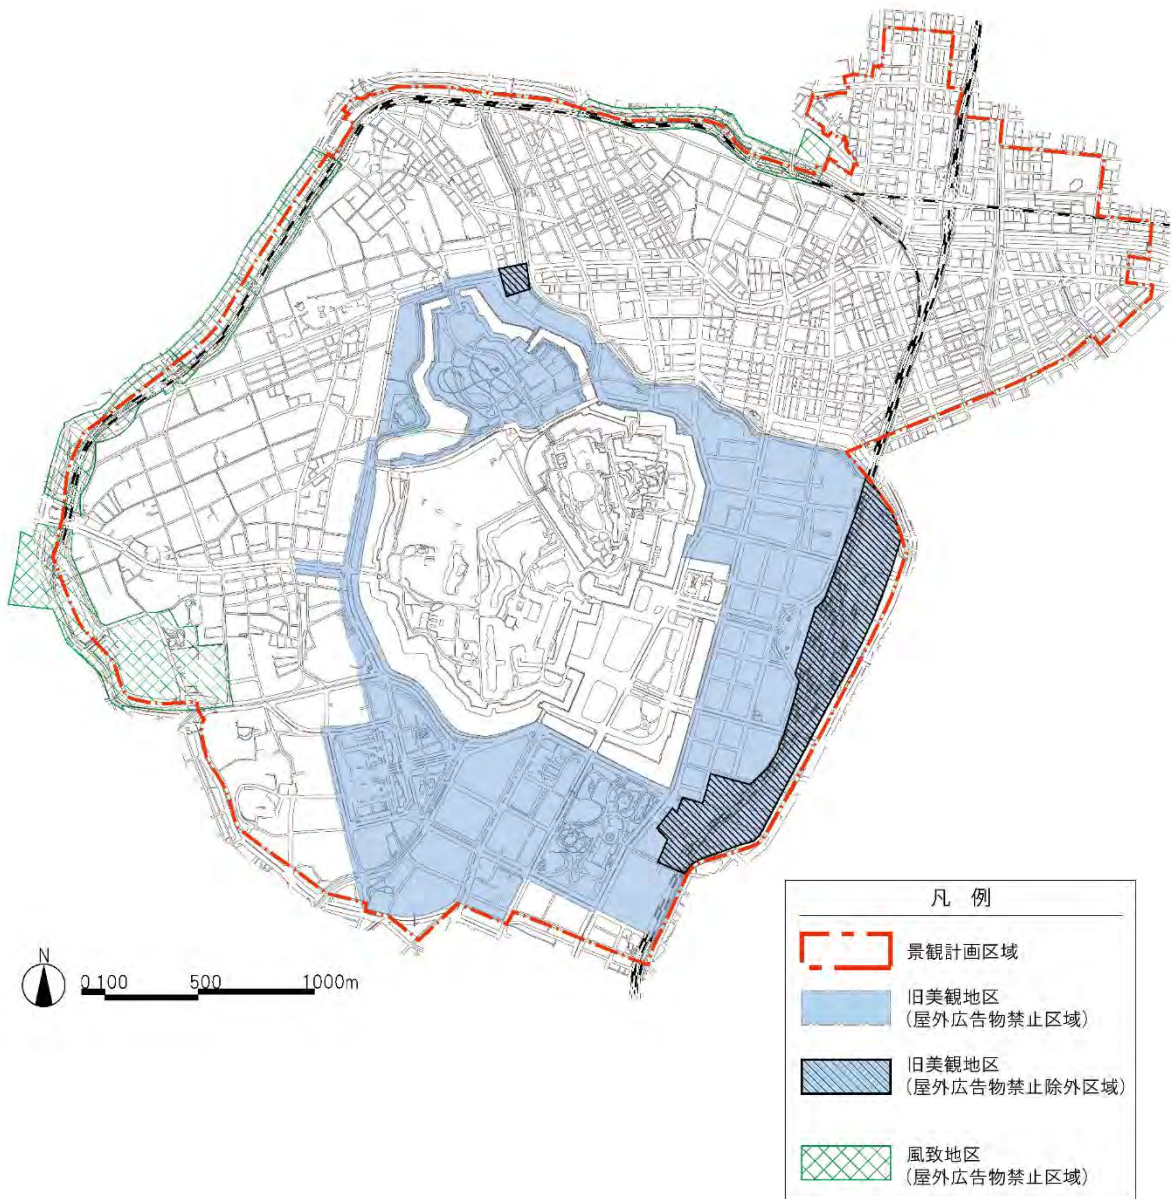 凡 例
景観計画区域
旧美観地区
(屋外広告物禁止区域)
旧美観地区
(屋外広告物禁止除外区域)
風致地区
(屋外広告物禁止区域)
N
0 100 500 1000m